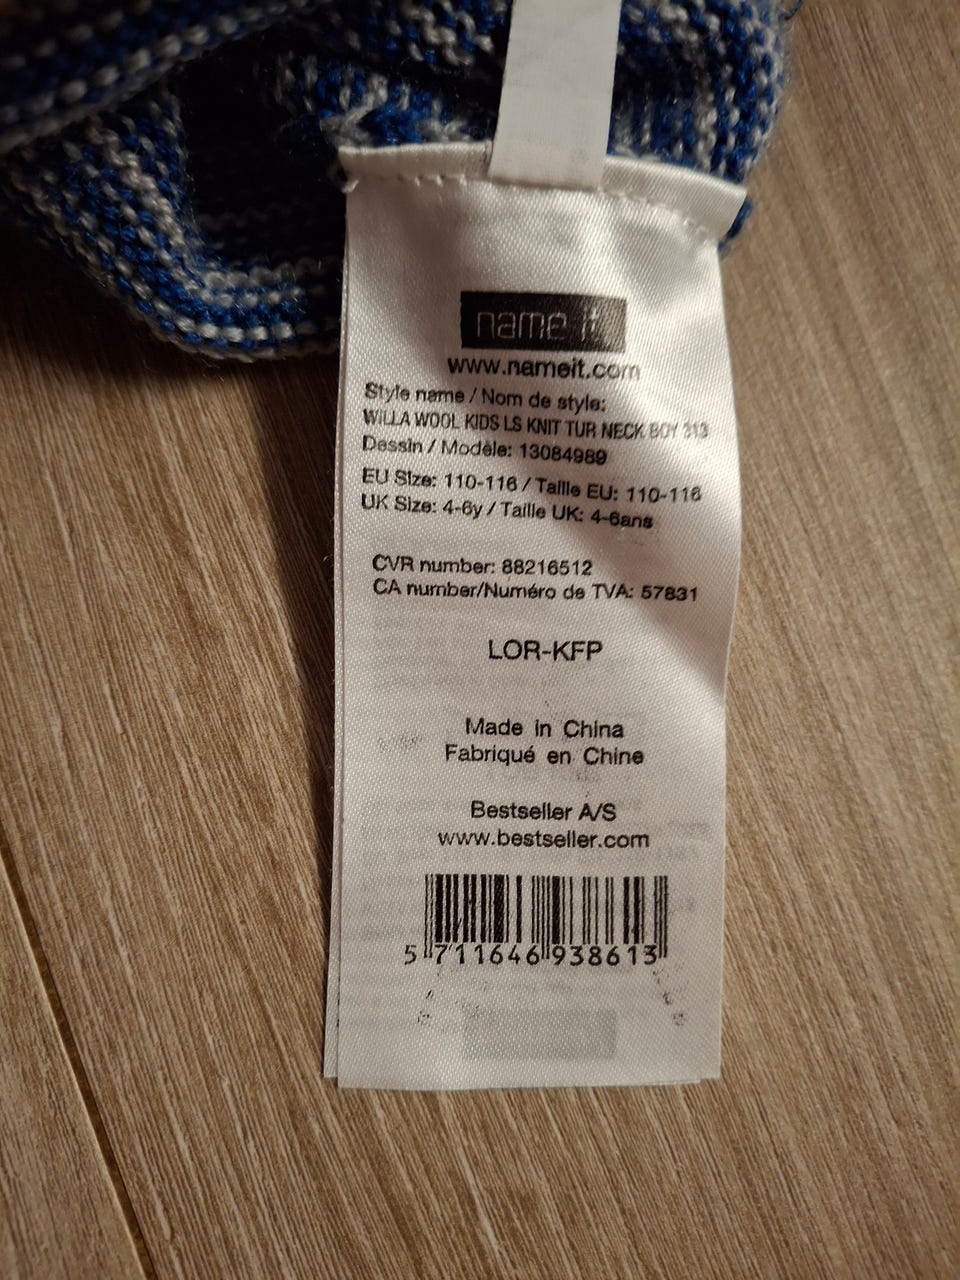 name it
www.nameit.com
Style name / Nom de style:
WILLA WOOL KIDS LS KNIT TUR NECK BOY 313
Dessin / Modèle: 13084989
EU Size: 110-116 / Taille EU: 110-116
UK Size: 4-6y / Taille UK: 4-6ans
CVR number: 88216512
CA number/Numéro de TVA: 57831
LOR-KFP
Made in China
Fabriqué en Chine
Bestseller A/S
www.bestseller.com
5 711646 938613